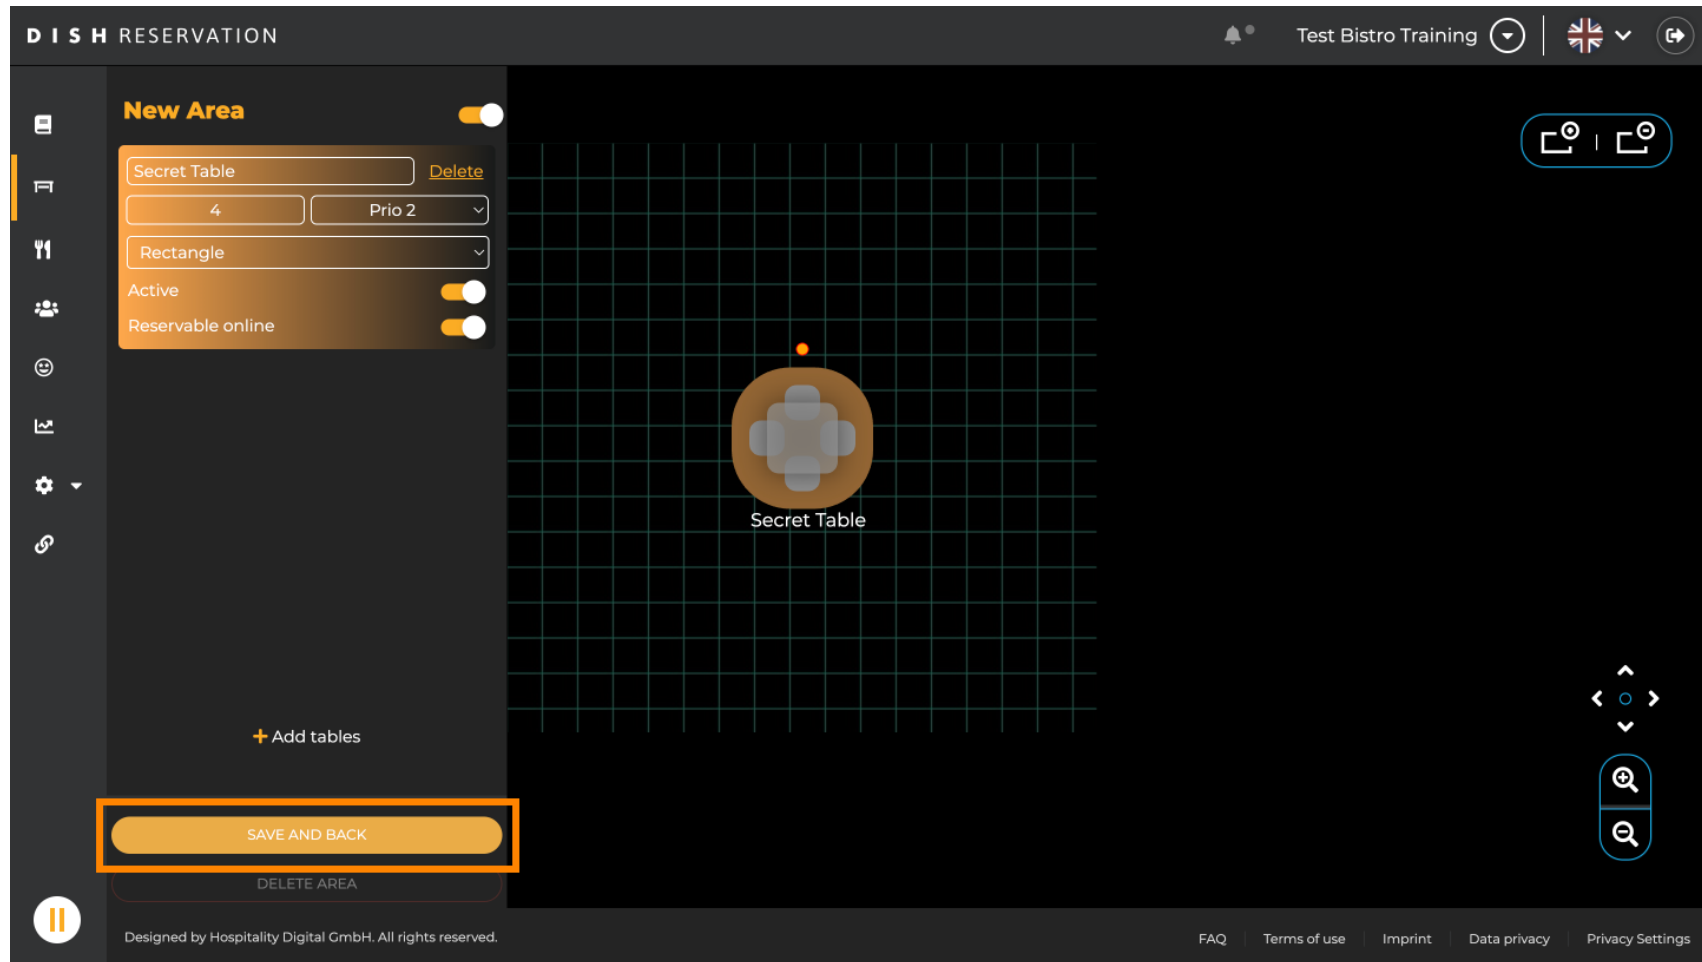 DISH RESERVATION
Test Bistro Training
New Area
Secret Table
Delete
4
Prio 2
Rectangle
Active
Reservable online
Secret Table
+ Add tables
SAVE AND BACK
DELETE AREA
Designed by Hospitality Digital GmbH. All rights reserved.
FAQ Terms of use Imprint Data privacy Privacy Settings